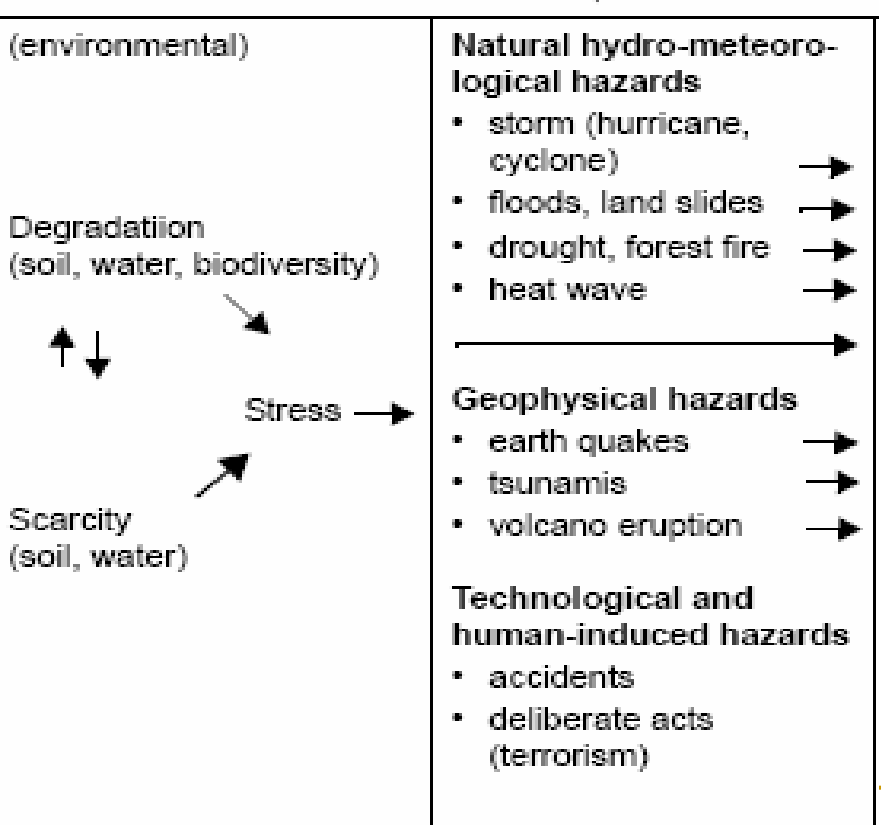 (environmental)
Degradatiion
(soil, water, biodiversity)
Stress
Scarcity
(soil, water)
Natural hydro-meteoro-
logical hazards
• storm (hurricane,
cyclone)
• floods, land slides
• drought, forest fire
• heat wave
Geophysical hazards
• earth quakes
• tsunamis
• volcano eruption
Technological and
human-induced hazards
• accidents
• deliberate acts
(terrorism)